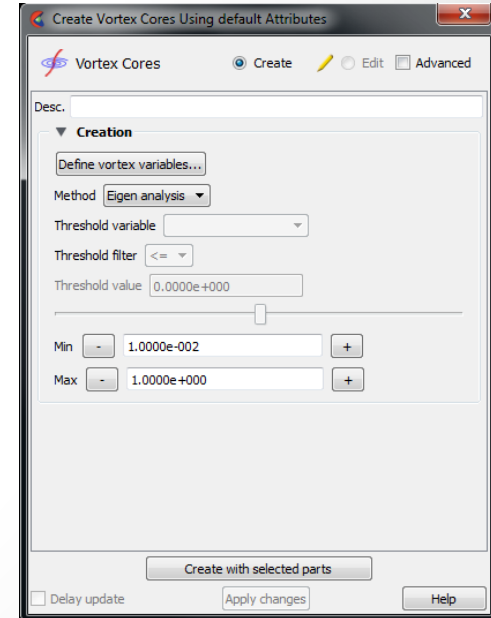 Create Vortex Cores Using default Attributes
Vortex Cores Create Edit Advanced
Desc.
Creation
Define vortex variables...
Method Eigen analysis
Threshold variable
Threshold filter <=
Threshold value 0.0000e+000
Min - 1.0000e-002 +
Max - 1.0000e+000 +
Create with selected parts
Delay update Apply changes Help